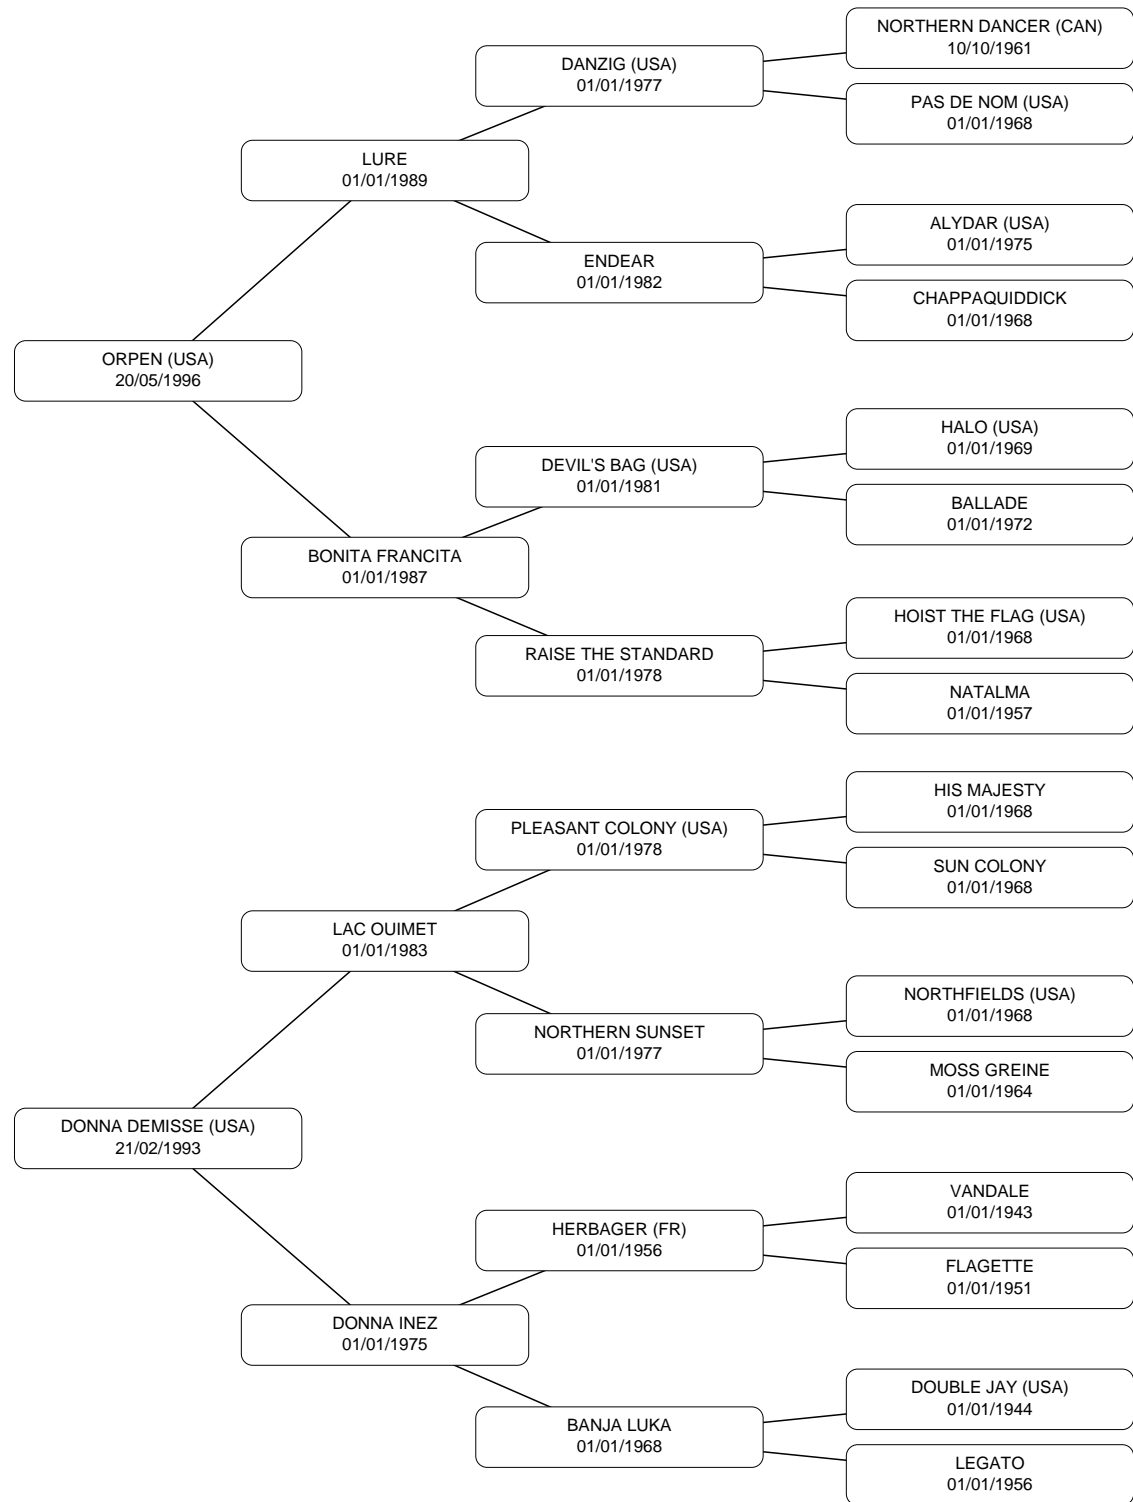 NORTHERN DANCER (CAN)
10/10/1961
DANZIG (USA)
01/01/1977
PAS DE NOM (USA)
01/01/1968
LURE
01/01/1989
ALYDAR (USA)
01/01/1975
ENDEAR
01/01/1982
CHAPPAQUIDDICK
01/01/1968
ORPEN (USA)
20/05/1996
HALO (USA)
01/01/1969
DEVIL'S BAG (USA)
01/01/1981
BALLADE
01/01/1972
BONITA FRANCITA
01/01/1987
HOIST THE FLAG (USA)
01/01/1968
RAISE THE STANDARD
01/01/1978
NATALMA
01/01/1957
HIS MAJESTY
01/01/1968
PLEASANT COLONY (USA)
01/01/1978
SUN COLONY
01/01/1968
LAC OUIMET
01/01/1983
NORTHFIELDS (USA)
01/01/1968
NORTHERN SUNSET
01/01/1977
MOSS GREINE
01/01/1964
DONNA DEMISSE (USA)
21/02/1993
VANDALE
01/01/1943
HERBAGER (FR)
01/01/1956
FLAGETTE
01/01/1951
DONNA INEZ
01/01/1975
DOUBLE JAY (USA)
01/01/1944
BANJA LUKA
01/01/1968
LEGATO
01/01/1956